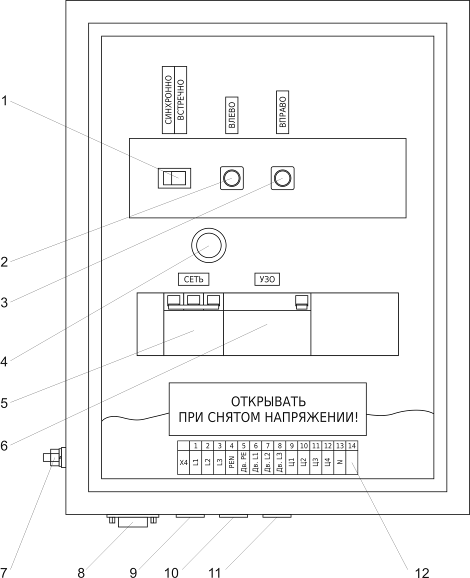 СИНХРОННО
ВСТРЕЧНО
ВЛЕВО
ВПРАВО
1
2
3
СЕТЬ
УЗО
4
5
6
ОТКРЫВАТЬ
ПРИ СНЯТОМ НАПРЯЖЕНИИ!
1 2 3 4 5 6 7 8 9 10 11 12 13 14
X4 L1 L2 L3 PEN Дв. PE Дв. L1 Дв. L2 Дв. L3 Ц1 Ц2 Ц3 Ц4 N
7 8 9 10 11 12